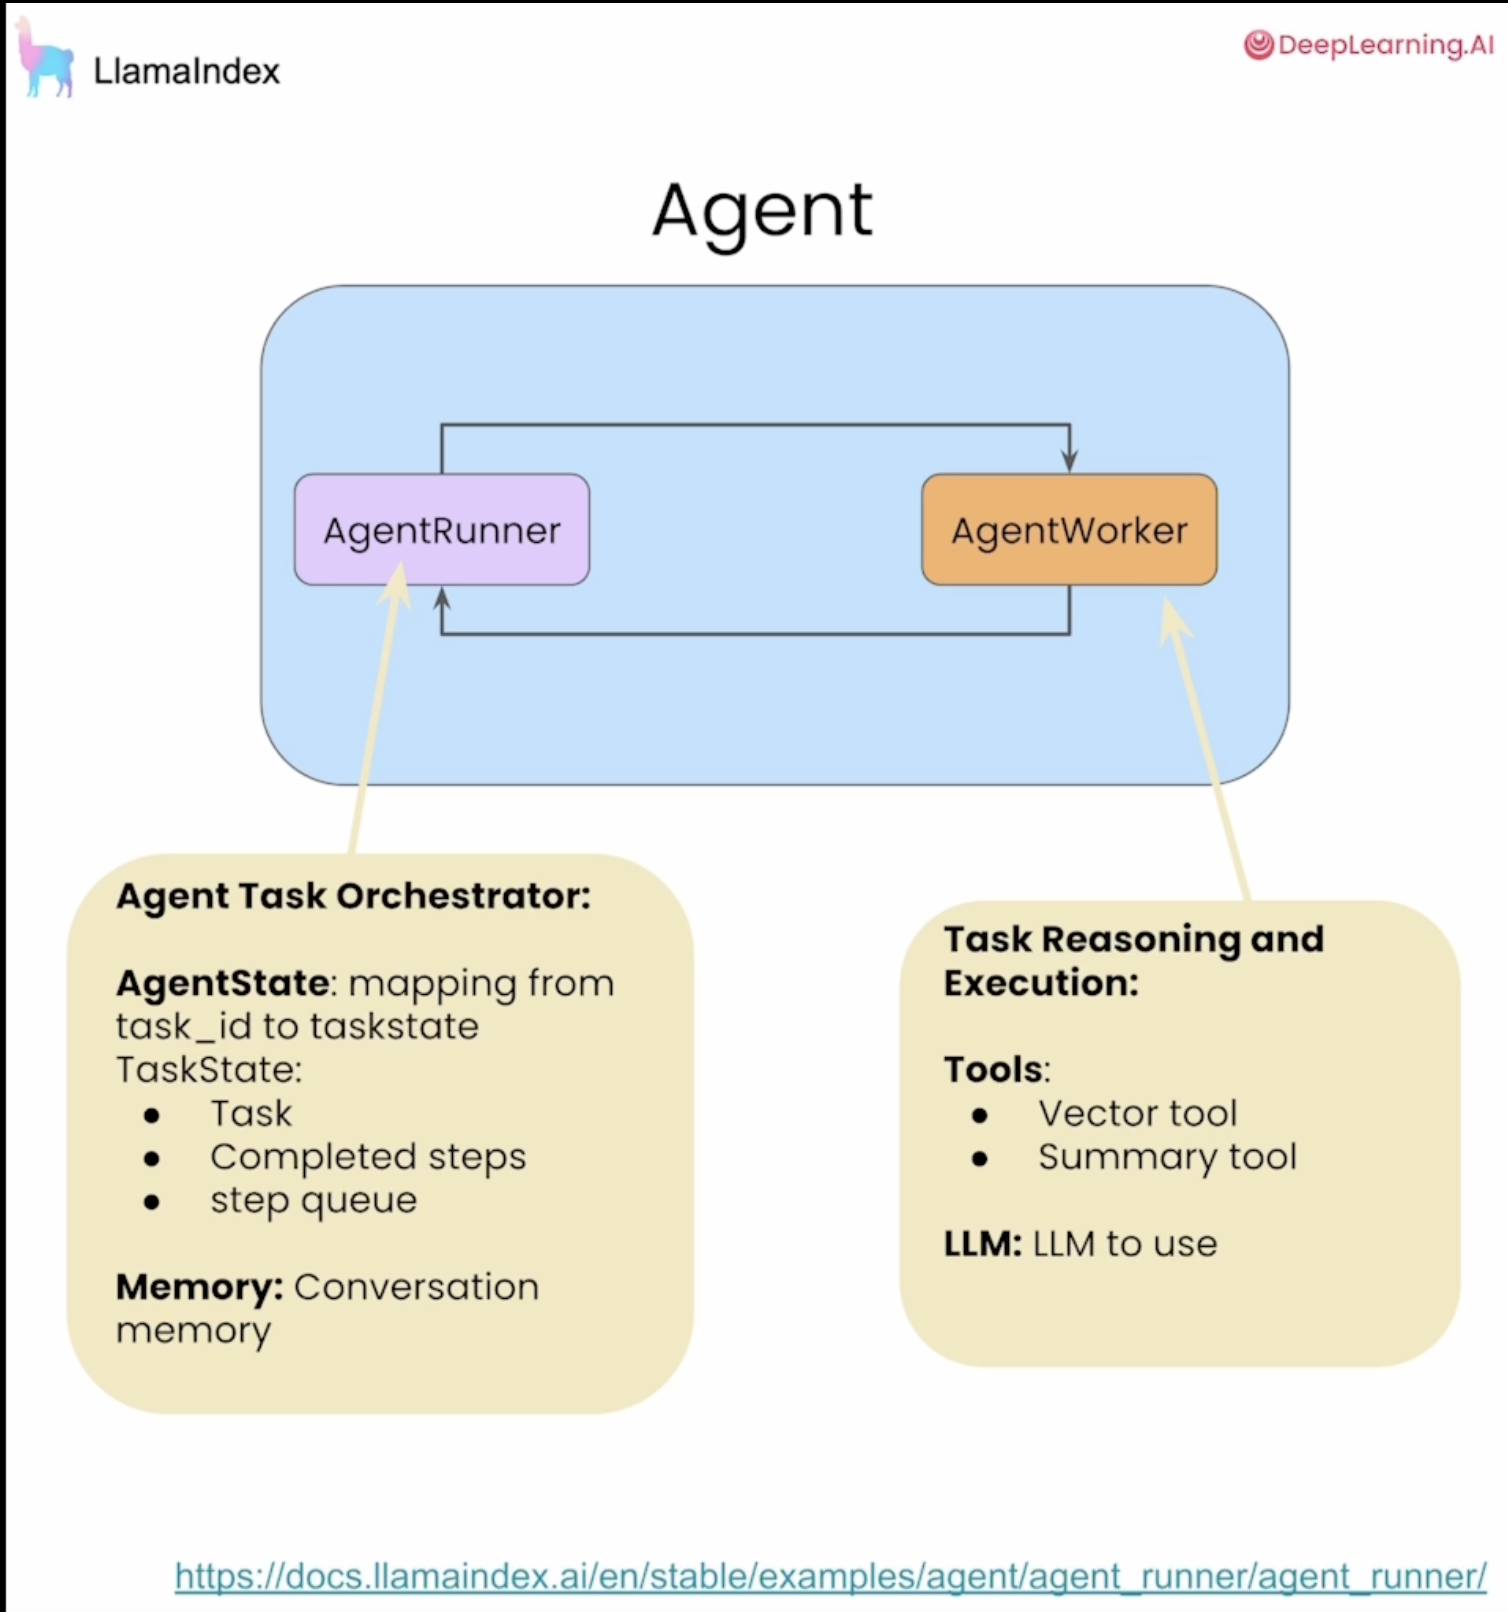 LlamaIndex
DeepLearning.AI
Agent
AgentRunner
AgentWorker
Agent Task Orchestrator:
AgentState: mapping from
task_id to taskstate
TaskState:
● Task
● Completed steps
● step queue
Memory: Conversation
memory
Task Reasoning and
Execution:
Tools:
● Vector tool
● Summary tool
LLM: LLM to use
https://docs.llamaindex.ai/en/stable/examples/agent/agent_runner/agent_runner/